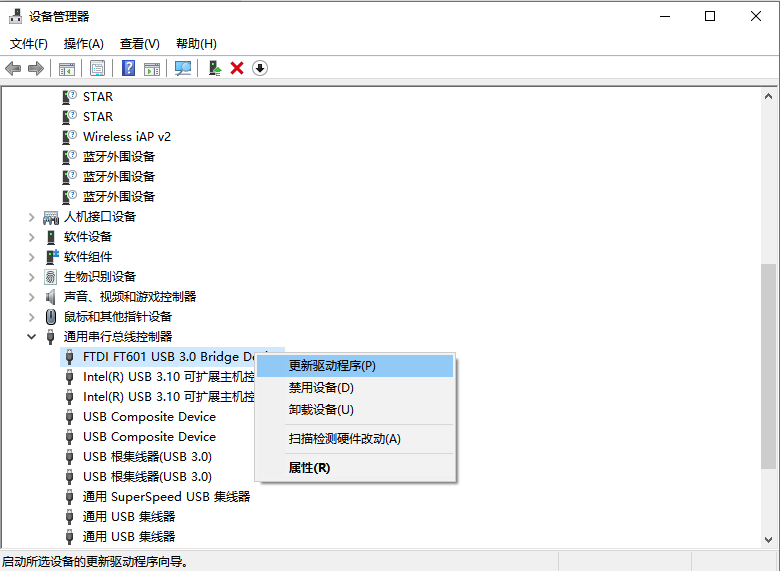 设备管理器
文件(F) 操作(A) 查看(V) 帮助(H)
STAR
STAR
Wireless iAP v2
蓝牙外围设备
蓝牙外围设备
蓝牙外围设备
人机接口设备
软件设备
软件组件
生物识别设备
声音、视频和游戏控制器
鼠标和其他指针设备
通用串行总线控制器
FTDI FT601 USB 3.0 Bridge De
Intel(R) USB 3.10 可扩展主机控
Intel(R) USB 3.10 可扩展主机控
USB Composite Device
USB Composite Device
USB 根集线器(USB 3.0)
USB 根集线器(USB 3.0)
通用 SuperSpeed USB 集线器
通用 USB 集线器
通用 USB 集线器
更新驱动程序(P)
禁用设备(D)
卸载设备(U)
扫描检测硬件改动(A)
属性(R)
启动所选设备的更新驱动程序向导。